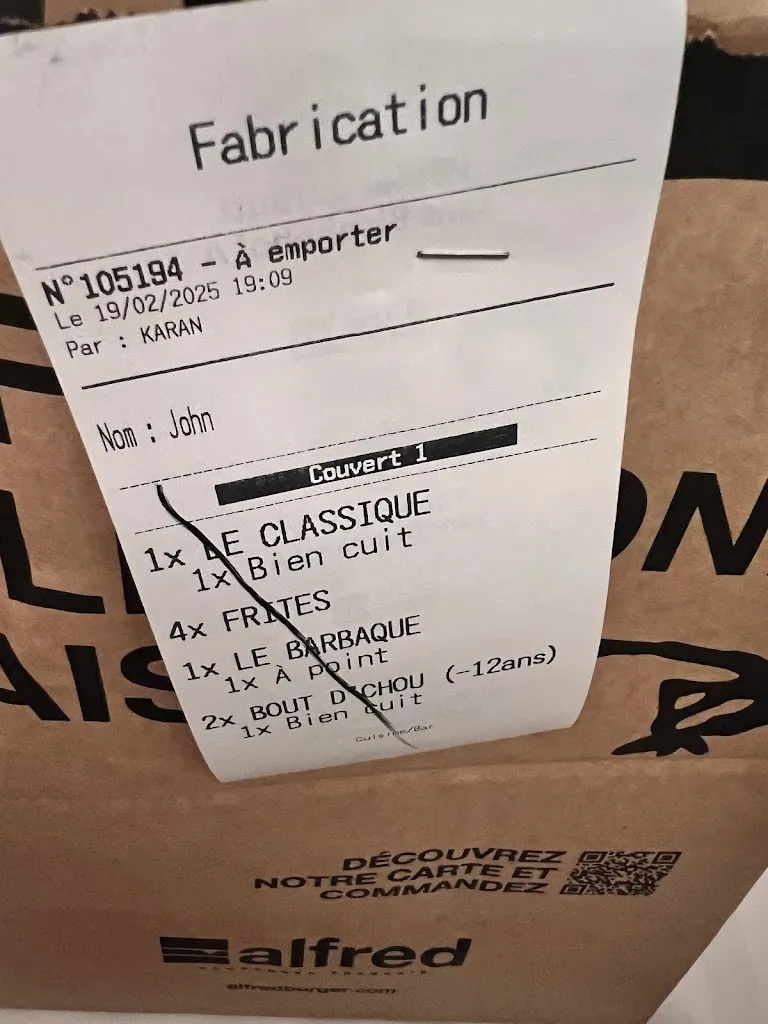 Fabrication
N°105194 - À emporter
Le 19/02/2025 19:09
Par : KARAN
Nom : John
Couvert 1
1x LE CLASSIQUE
1x Bien cuit
4x FRITES
1x LE BARBAQUE
1x À point
2x BOUT D'CHOU (-12ans)
1x Bien cuit
Cuisine/Bar
DÉCOUVREZ
NOTRE CARTE ET
COMMANDEZ
alfred
alfredburger.com